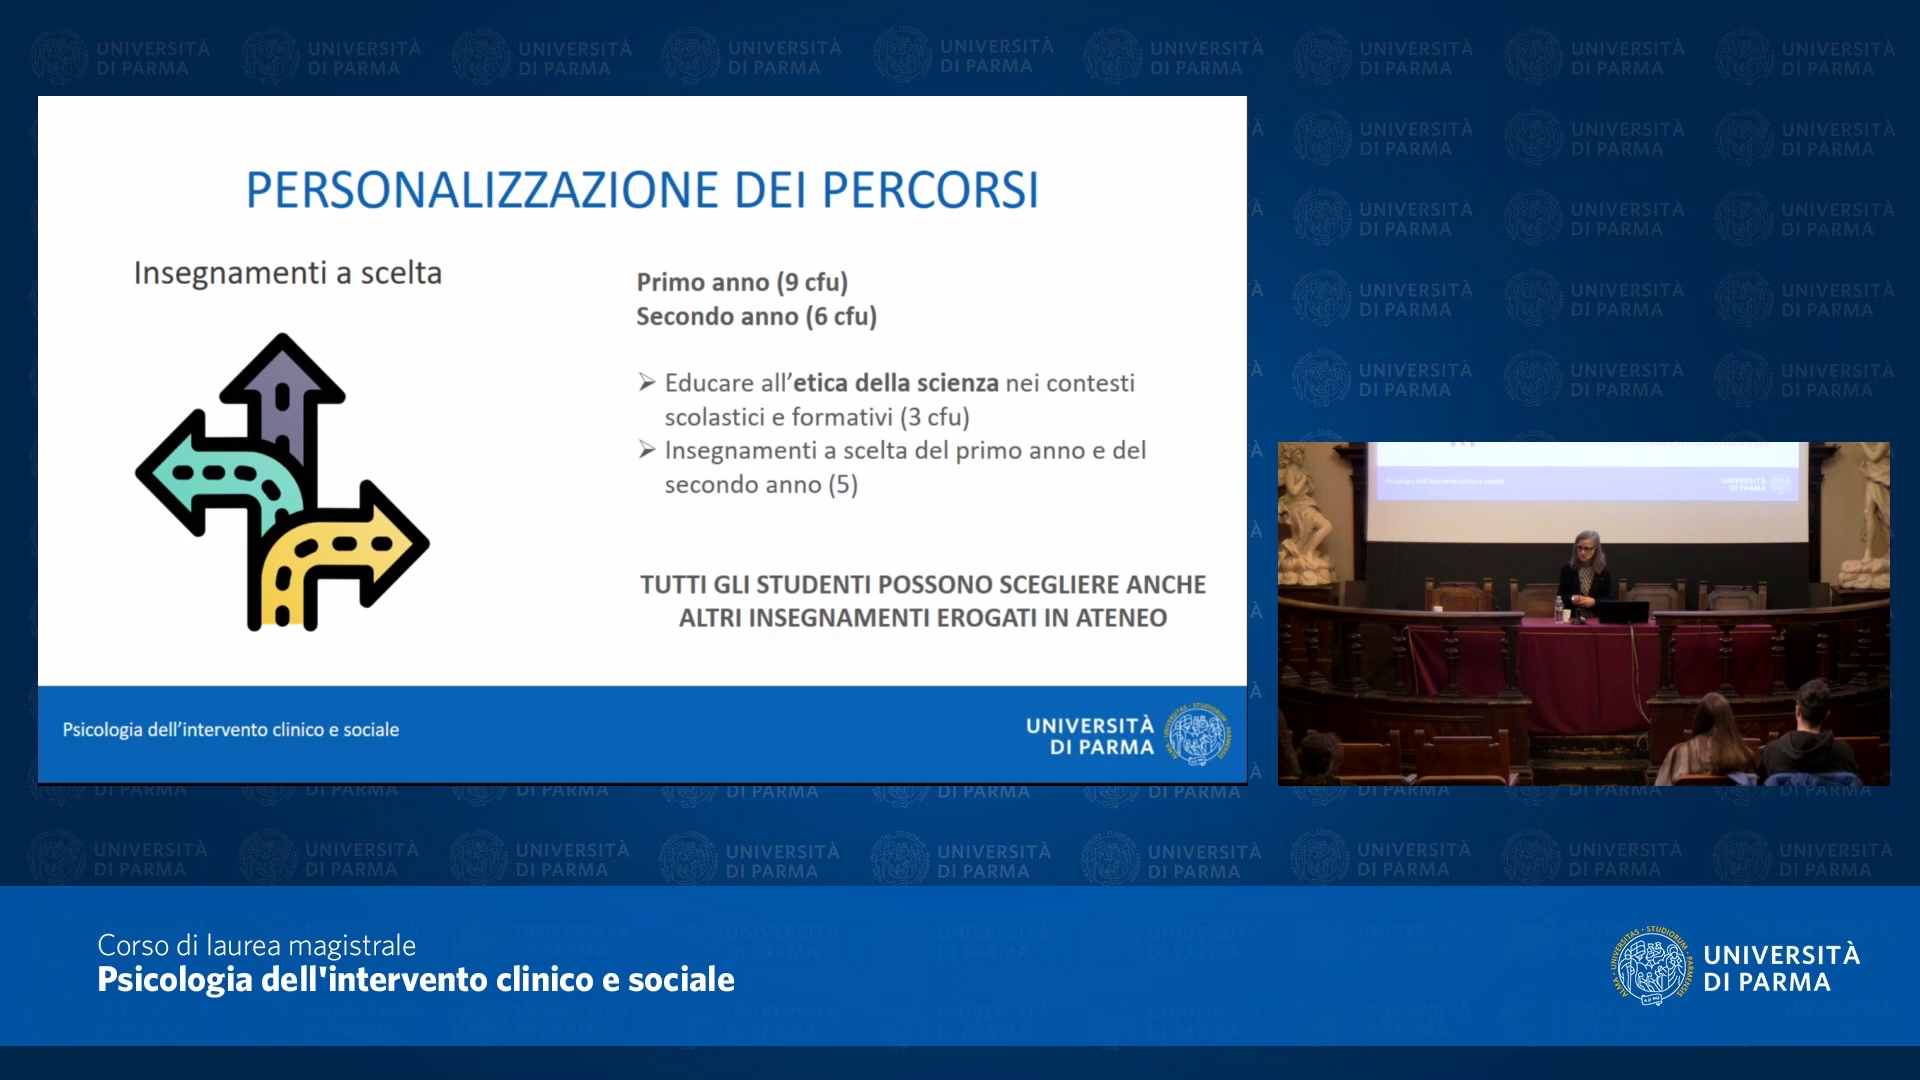 PERSONALIZZAZIONE DEI PERCORSI
Insegnamenti a scelta
Primo anno (9 cfu)
Secondo anno (6 cfu)
➢ Educare all’etica della scienza nei contesti
scolastici e formativi (3 cfu)
➢ Insegnamenti a scelta del primo anno e del
secondo anno (5)
TUTTI GLI STUDENTI POSSONO SCEGLIERE ANCHE
ALTRI INSEGNAMENTI EROGATI IN ATENEO
Psicologia dell’intervento clinico e sociale
UNIVERSITÀ
DI PARMA
Corso di laurea magistrale
Psicologia dell'intervento clinico e sociale
UNIVERSITÀ
DI PARMA